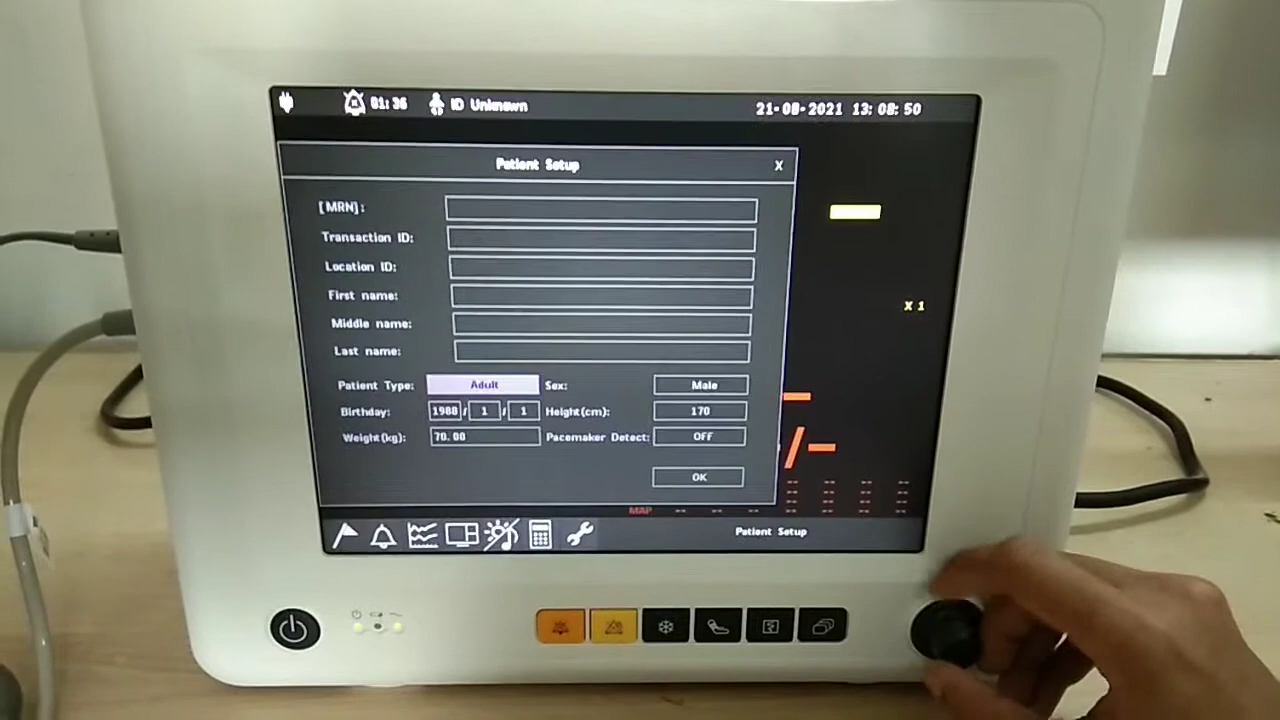 01:36 ID Unknown 21-08-2021 13:08:50
Patient Setup X
[MRN]:
Transaction ID:
Location ID:
First name:
Middle name:
Last name:
X 1
Patient Type: Adult Sex: Male
Birthday: 1988 / 1 / 1 Height(cm): 170
Weight(kg): 70.00 Pacemaker Detect: OFF
OK
MAP -- -- -- -- -- --
Patient Setup